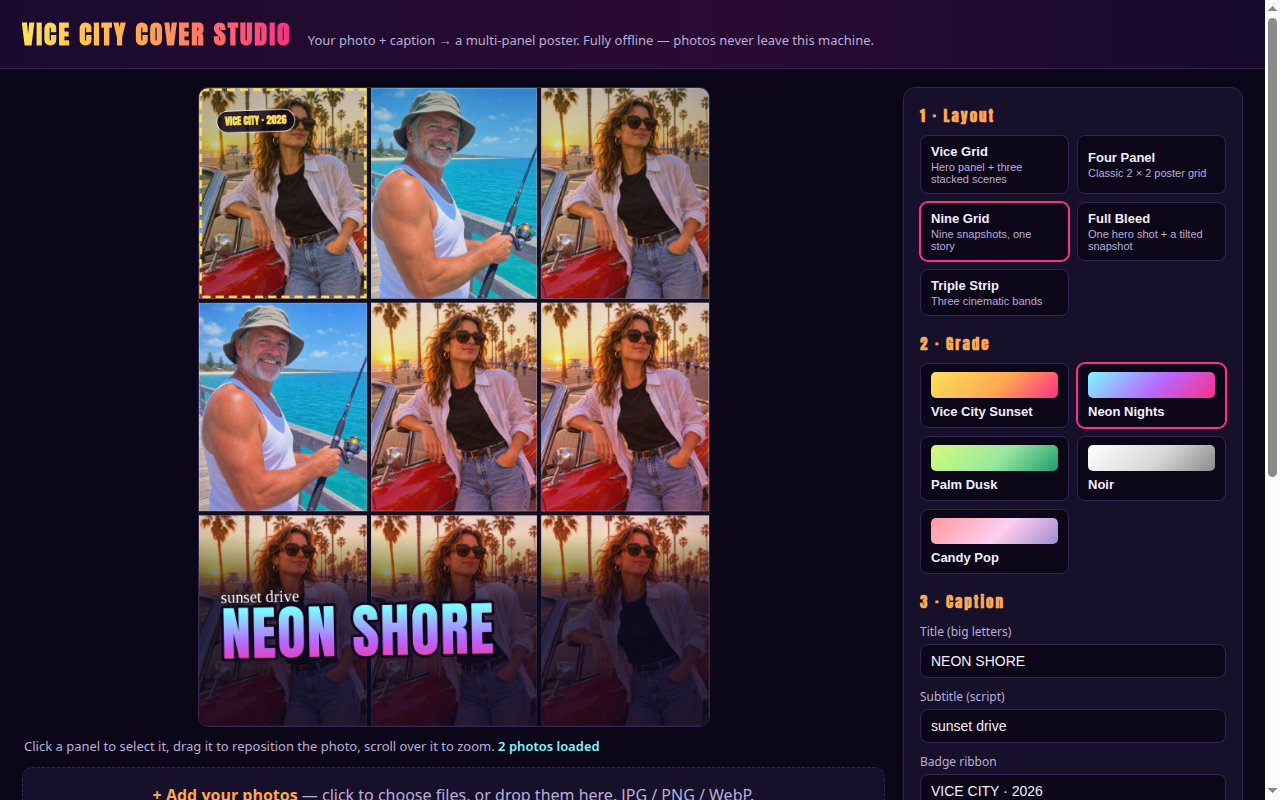 VICE CITY COVER STUDIO
Your photo + caption → a multi-panel poster. Fully offline — photos never leave this machine.
VICE CITY · 2026
sunset drive
NEON SHORE
Click a panel to select it, drag it to reposition the photo, scroll over it to zoom. 2 photos loaded
+ Add your photos — click to choose files, or drop them here. JPG / PNG / WebP.
1 · Layout
Vice Grid
Hero panel + three
stacked scenes
Four Panel
Classic 2 × 2 poster grid
Nine Grid
Nine snapshots, one
story
Full Bleed
One hero shot + a tilted
snapshot
Triple Strip
Three cinematic bands
2 · Grade
Vice City Sunset
Neon Nights
Palm Dusk
Noir
Candy Pop
3 · Caption
Title (big letters)
NEON SHORE
Subtitle (script)
sunset drive
Badge ribbon
VICE CITY · 2026